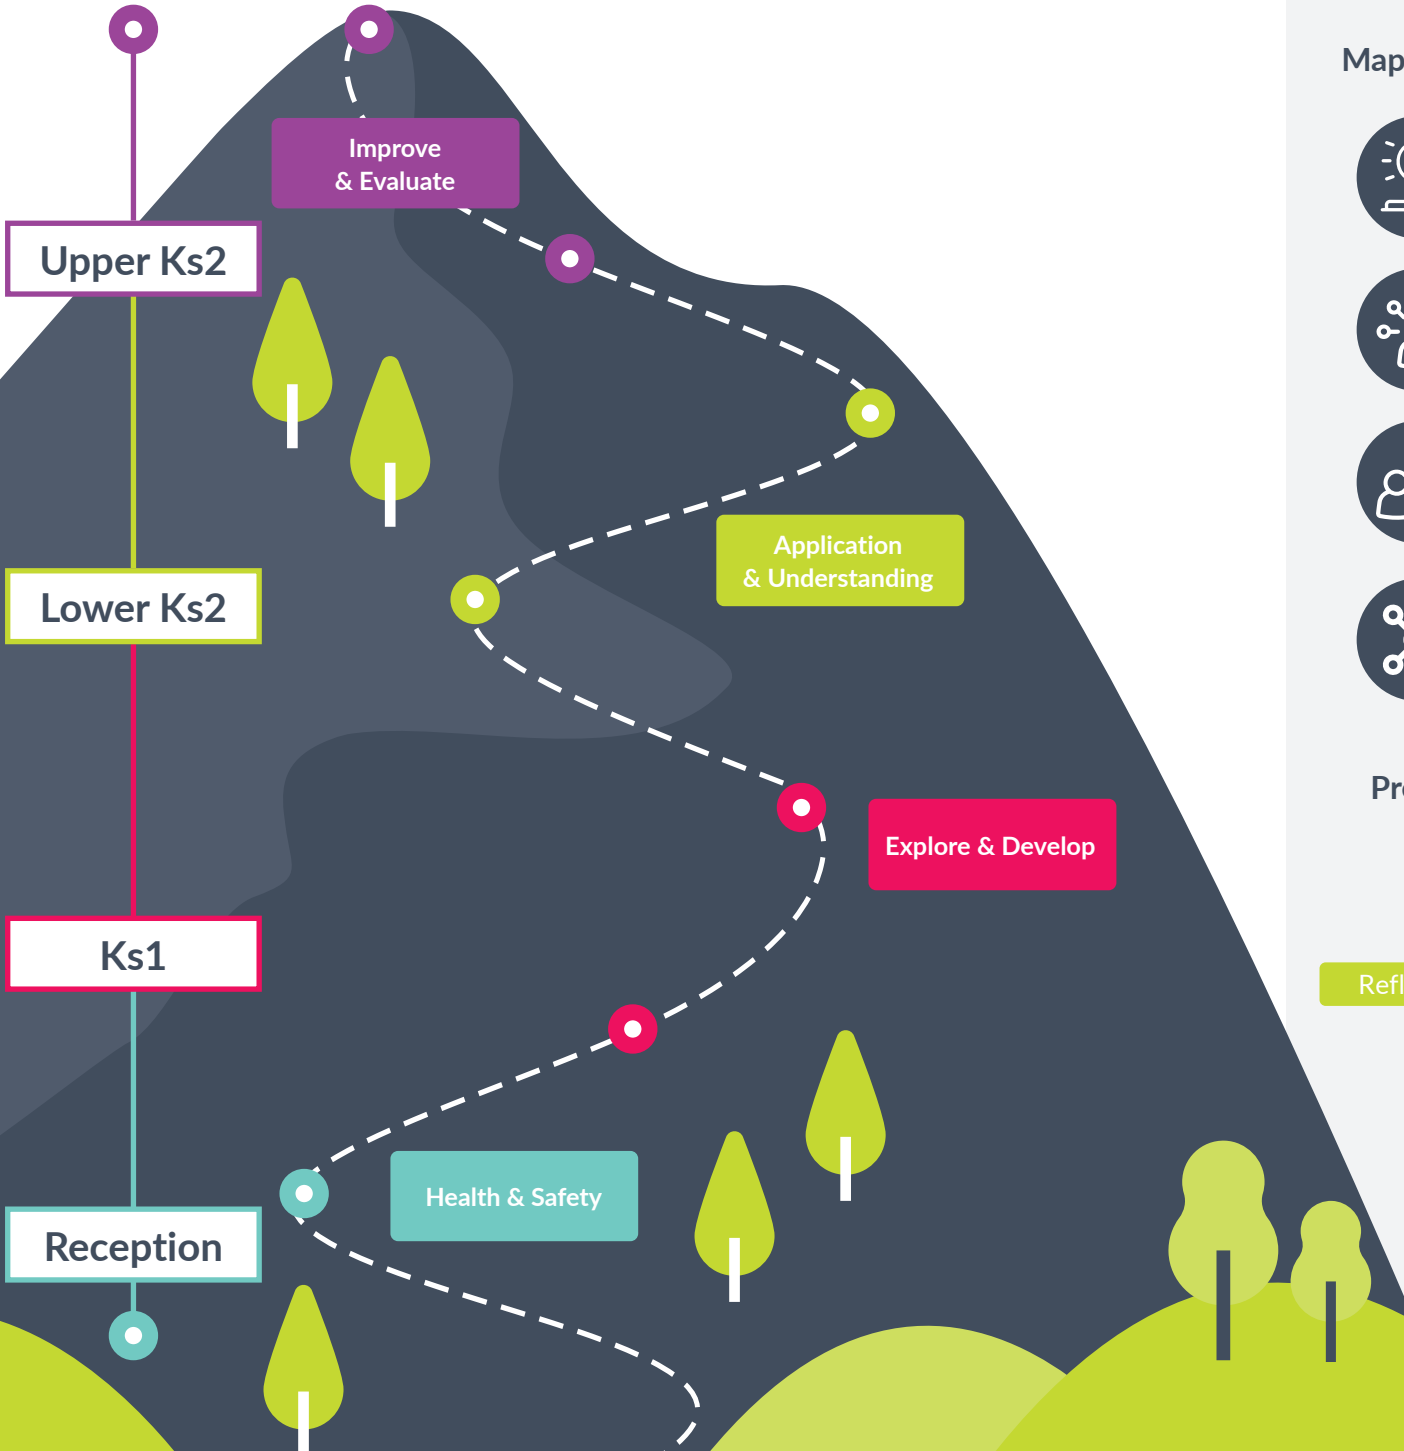 Improve
& Evaluate
Upper Ks2
Application
& Understanding
Lower Ks2
Explore & Develop
Ks1
Health & Safety
Reception
Map